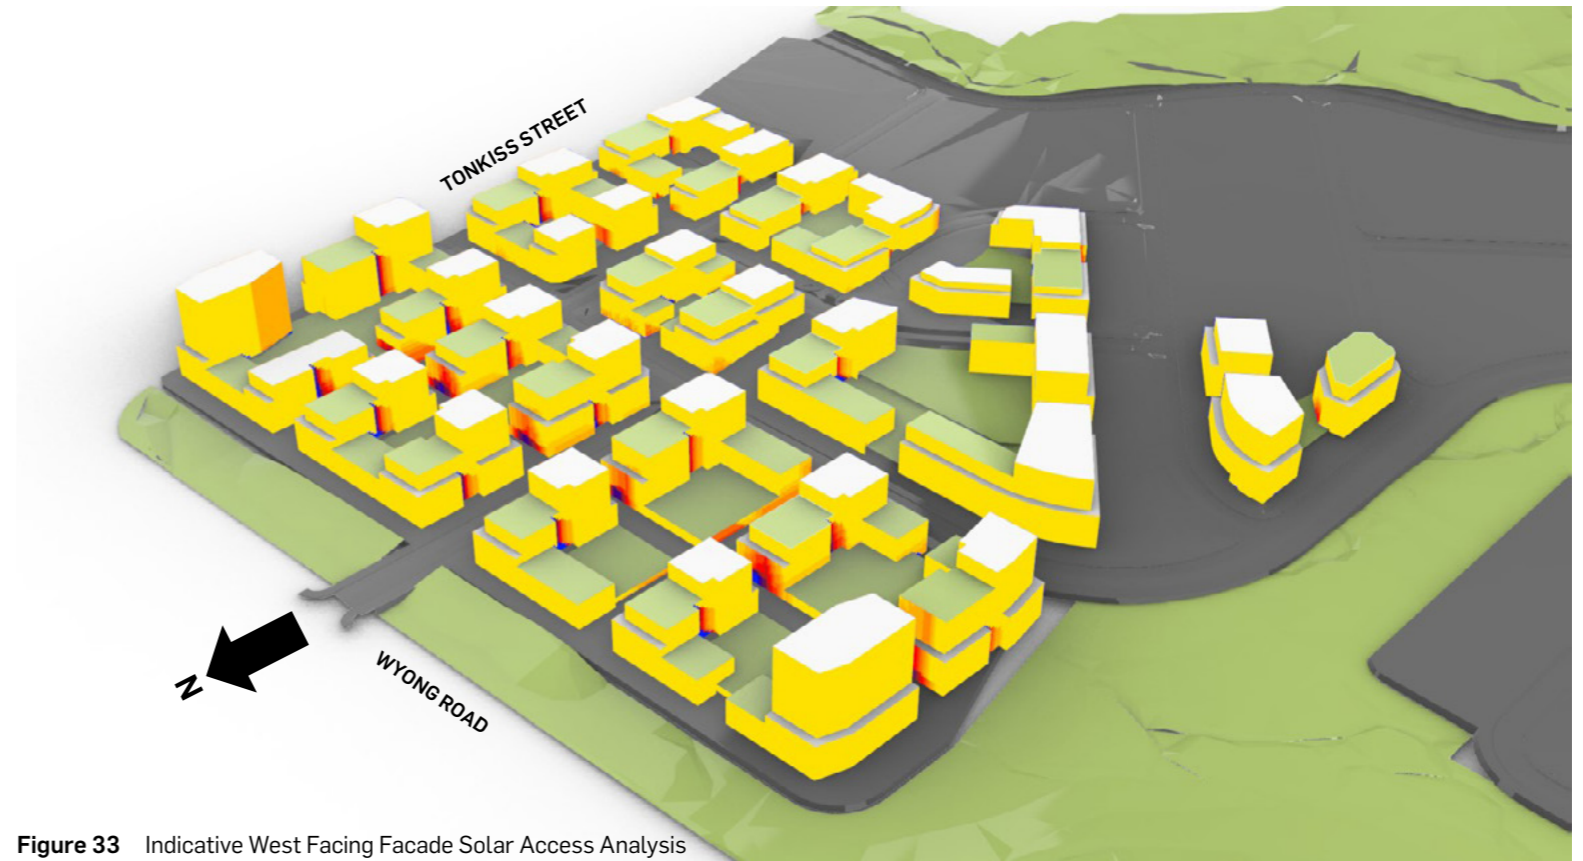 TONKISS STREET
N
WYONG ROAD
Figure 33 Indicative West Facing Facade Solar Access Analysis